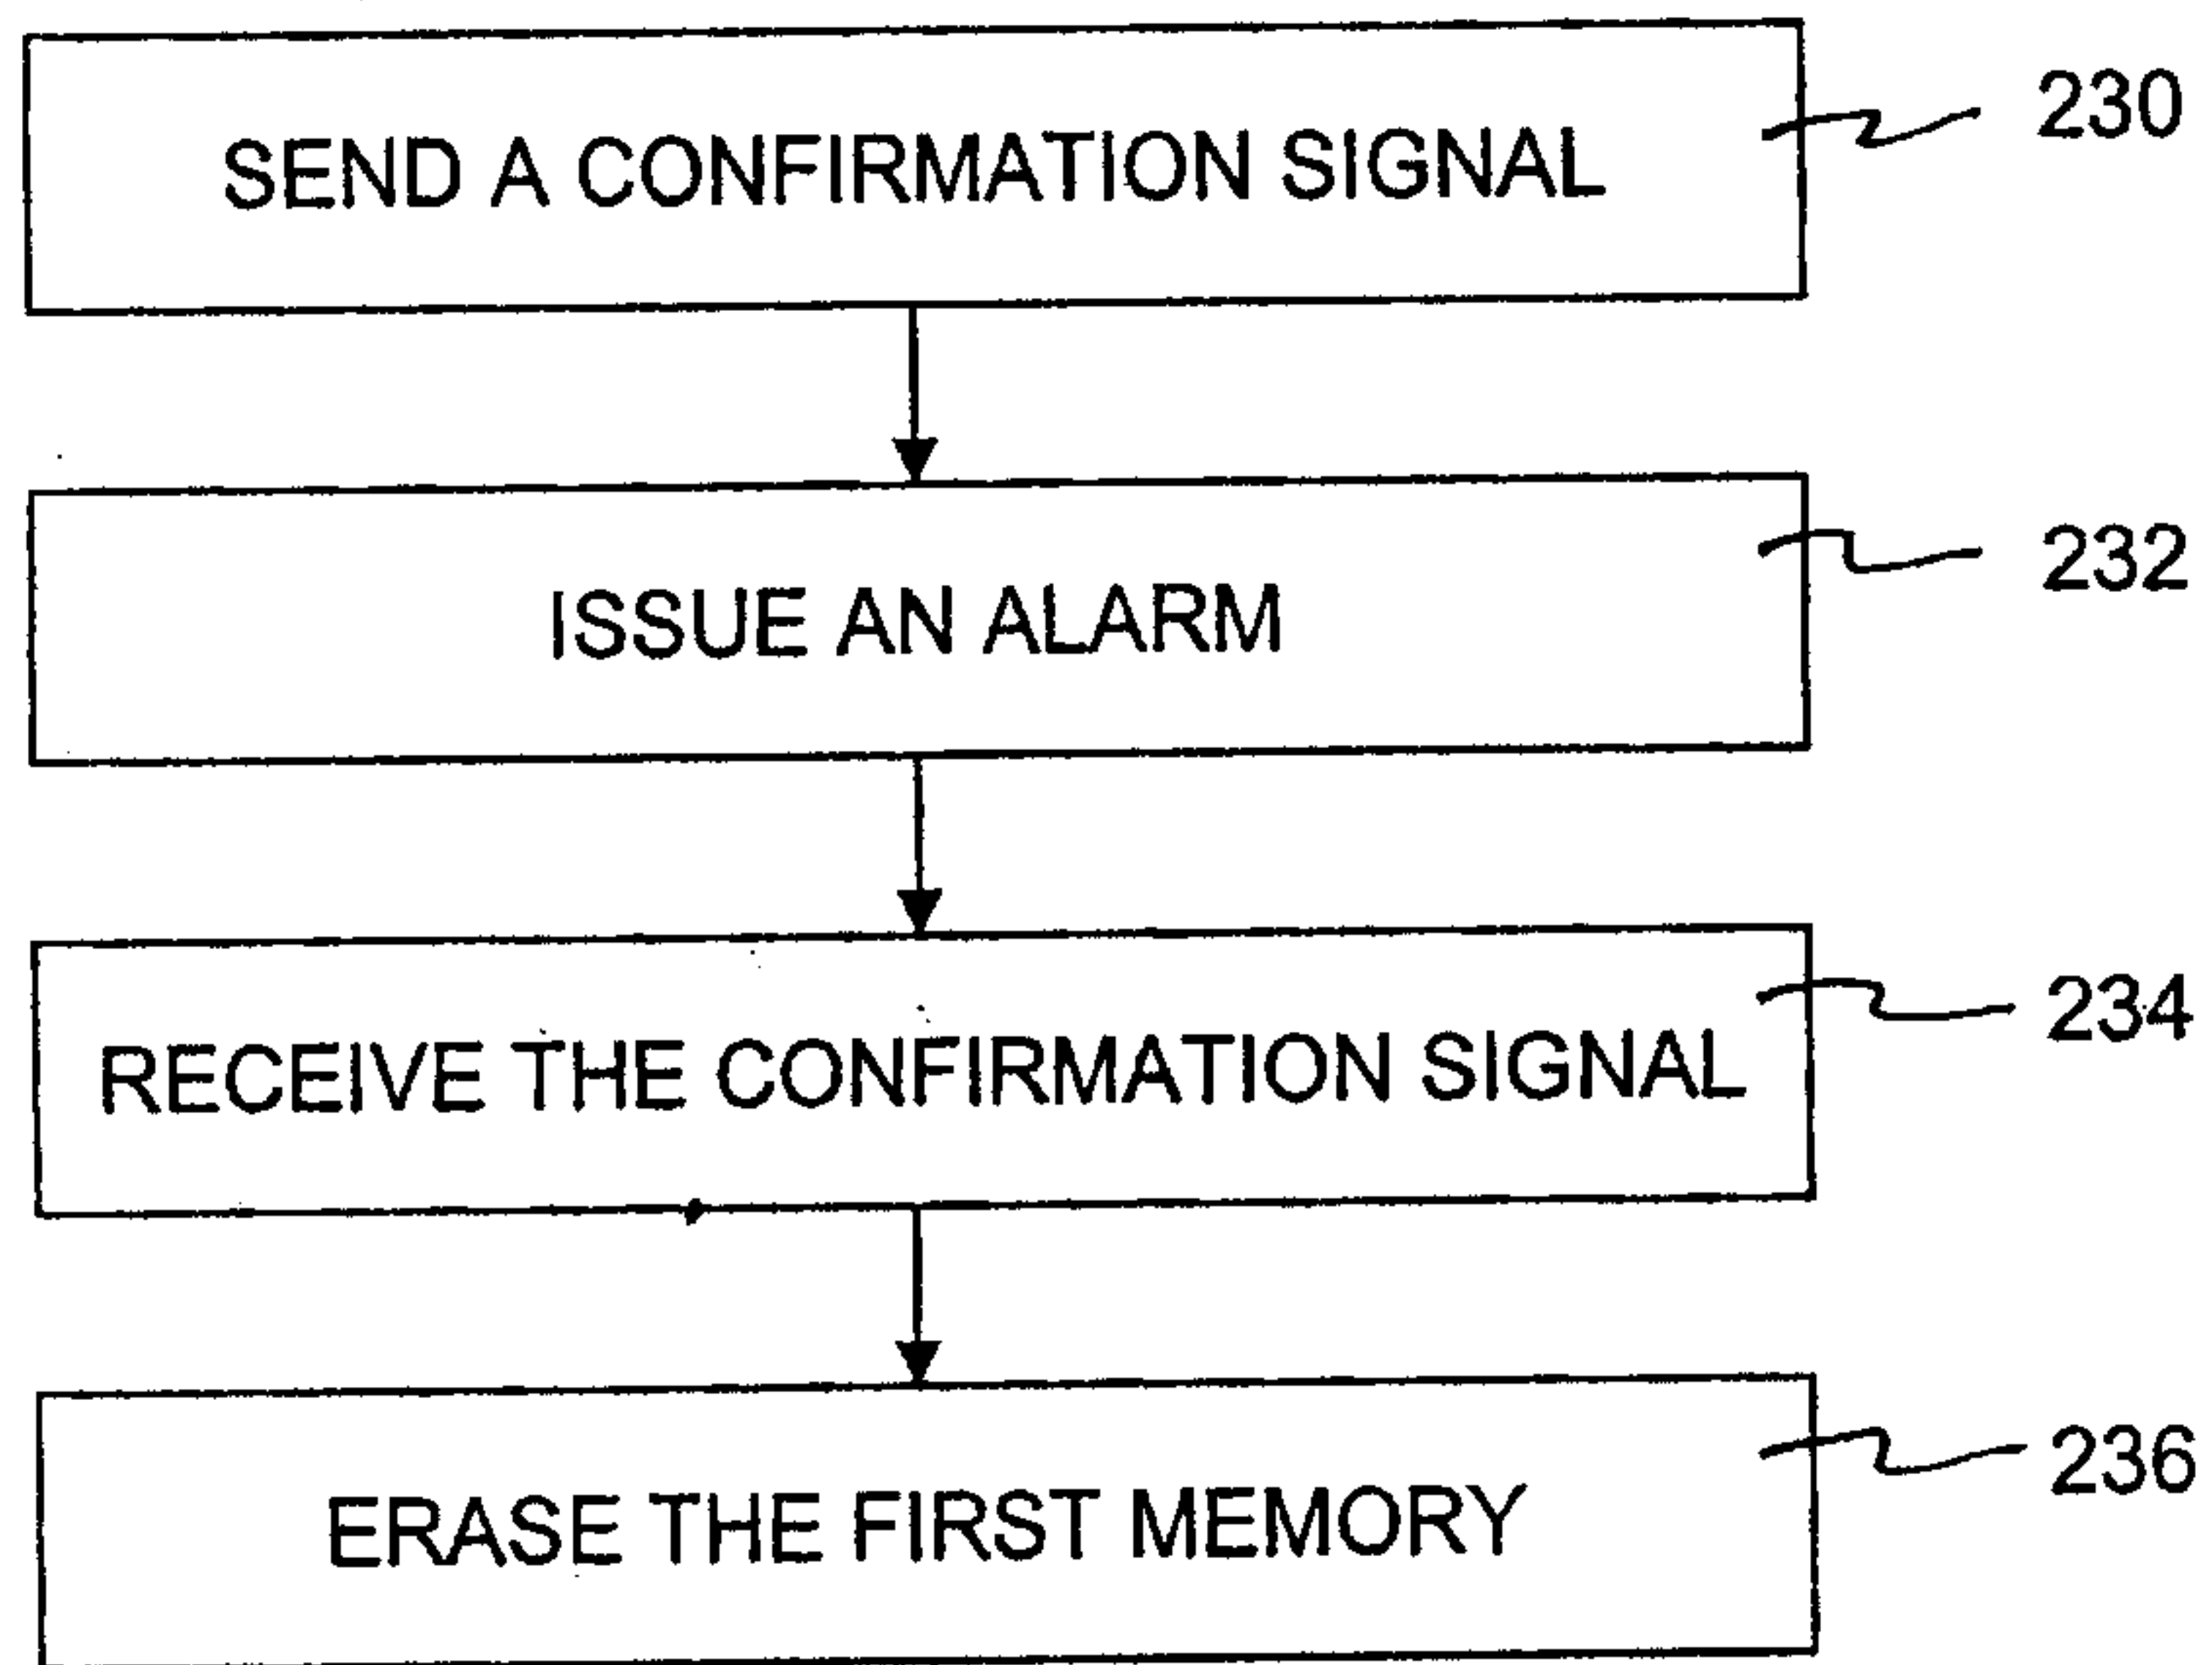 SEND A CONFIRMATION SIGNAL
230
ISSUE AN ALARM
232
RECEIVE THE CONFIRMATION SIGNAL
234
ERASE THE FIRST MEMORY
236